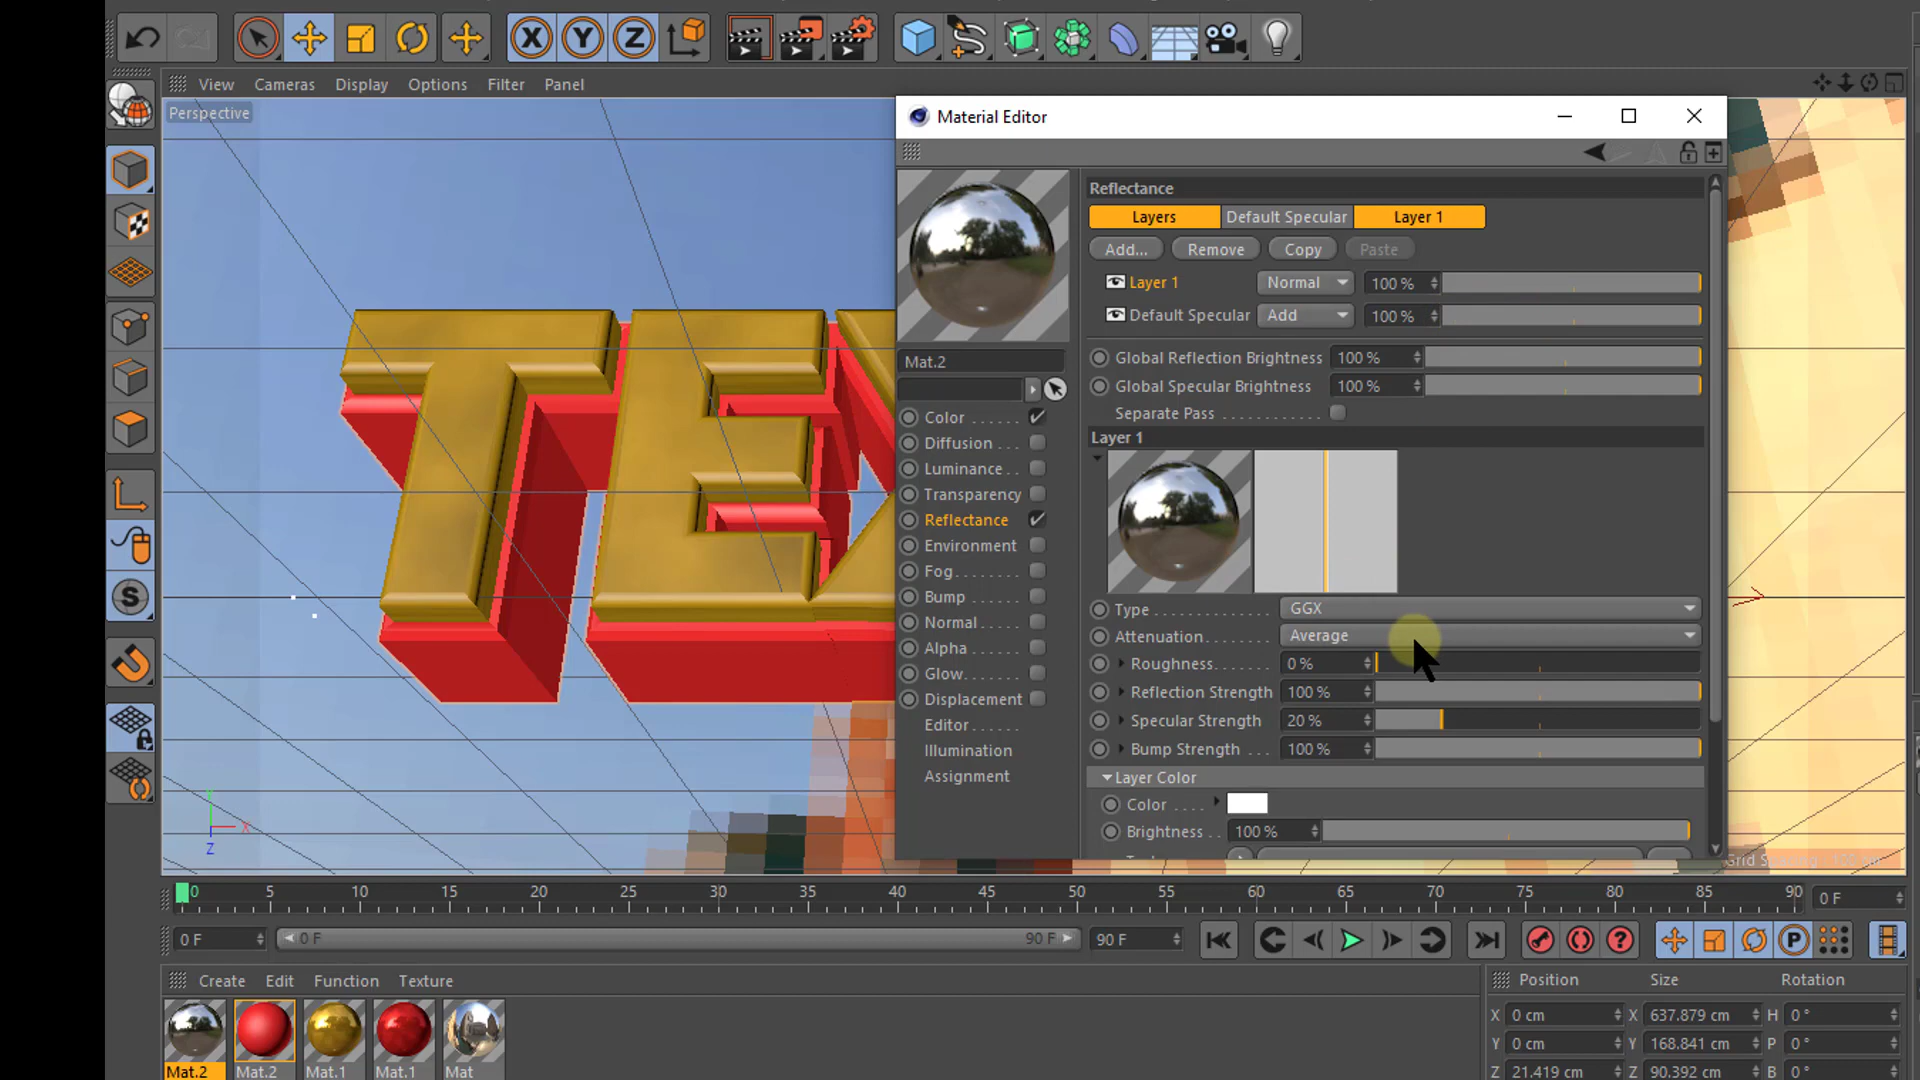 View Cameras Display Options Filter Panel
Perspective
TE
Material Editor
Reflectance
Layers Default Specular Layer 1
Add... Remove Copy Paste
Layer 1 Normal 100 %
Default Specular Add 100 %
Global Reflection Brightness 100 %
Global Specular Brightness 100 %
Separate Pass
Mat.2
Color
Diffusion
Luminance
Transparency
Reflectance
Environment
Fog
Bump
Normal
Alpha
Glow
Displacement
Editor
Illumination
Assignment
Layer 1
Type GGX
Attenuation Average
Roughness 0 %
Reflection Strength 100 %
Specular Strength 20 %
Bump Strength 100 %
Layer Color
Color
Brightness 100 %
X Y Z
S
Y
X
Z
0 5 10 15 20 25 30 35 40 45 50 55 60 65 70 75 80 85 90 0 F
0 F 0 F 90 F 90 F
P
Create Edit Function Texture
Mat.2 Mat.2 Mat.1 Mat.1 Mat
Position Size Rotation
X 0 cm X 637.879 cm H 0 °
Y 0 cm Y 168.841 cm P 0 °
Z 21.419 cm Z 90.392 cm B 0 °